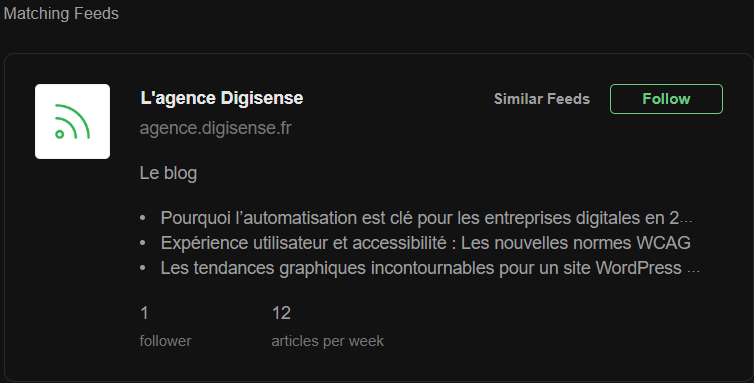 Matching Feeds
L'agence Digisense
Similar Feeds
Follow
agence.digisense.fr
Le blog
• Pourquoi l’automatisation est clé pour les entreprises digitales en 2...
• Expérience utilisateur et accessibilité : Les nouvelles normes WCAG
• Les tendances graphiques incontournables pour un site WordPress ...
1 12
follower articles per week